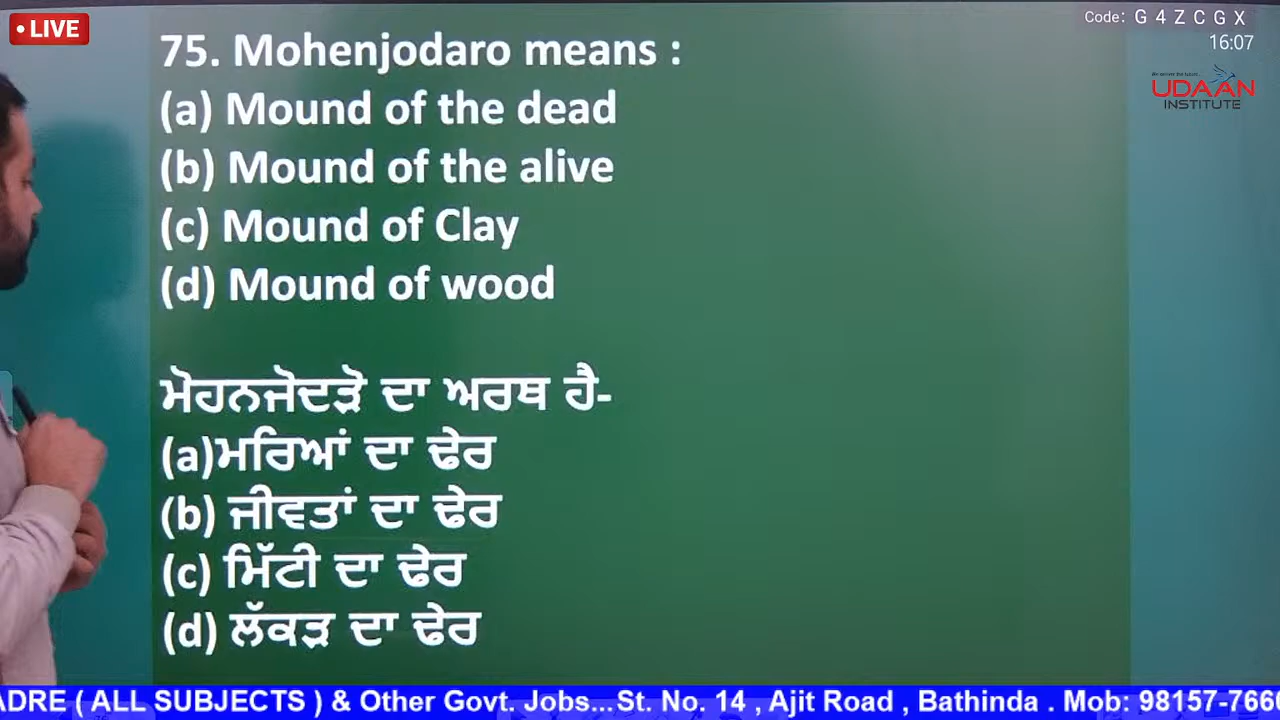 LIVE
Code: G 4 Z C G X
16:07
UDAAN
INSTITUTE
75. Mohenjodaro means :
(a) Mound of the dead
(b) Mound of the alive
(c) Mound of Clay
(d) Mound of wood
ਮੋਹਨਜੋਦੜੋ ਦਾ ਅਰਥ ਹੈ-
(a)ਮਰਿਆਂ ਦਾ ਢੇਰ
(b) ਜੀਵਤਾਂ ਦਾ ਢੇਰ
(c) ਮਿੱਟੀ ਦਾ ਢੇਰ
(d) ਲੱਕੜ ਦਾ ਢੇਰ
ADRE ( ALL SUBJECTS ) & Other Govt. Jobs... St. No. 14 , Ajit Road , Bathinda . Mob: 98157-766